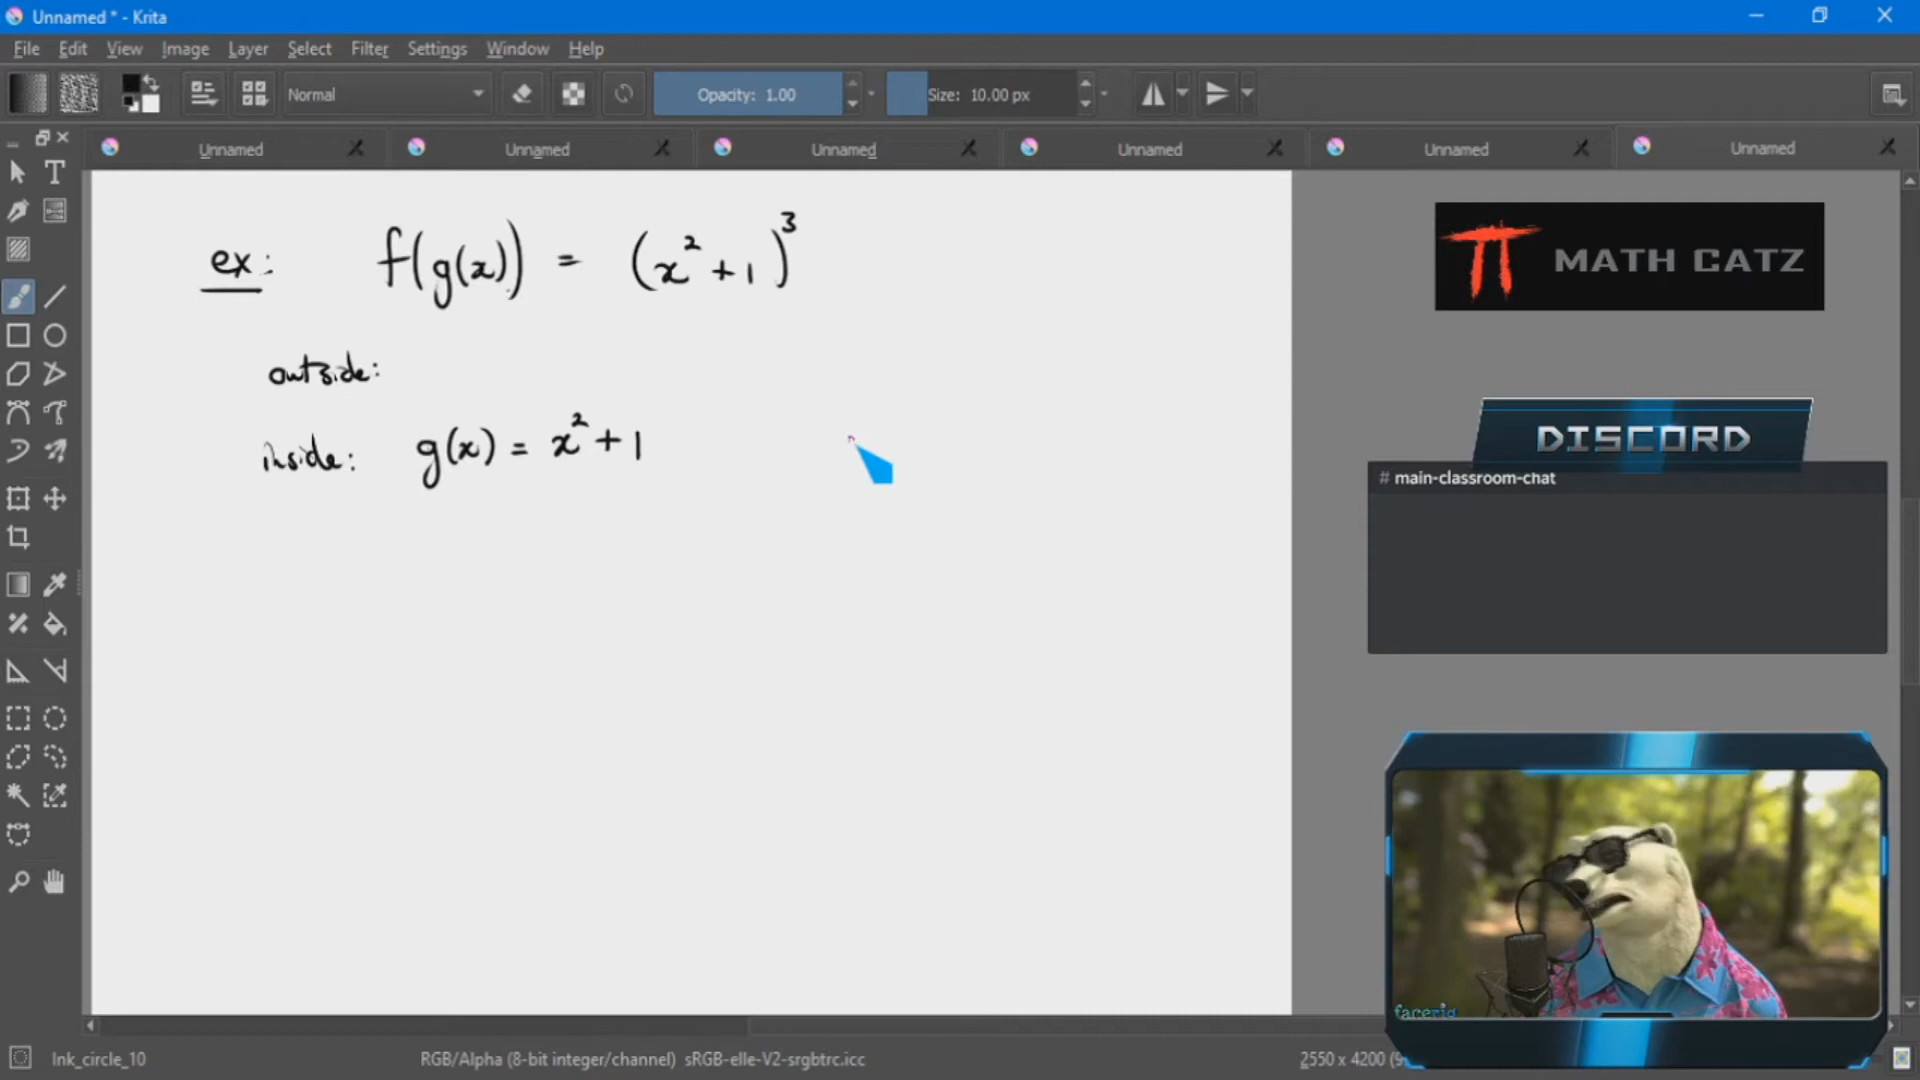 Unnamed * - Krita
File Edit View Image Layer Select Filter Settings Window Help
Normal Opacity: 1.00 Size: 10.00 px
Unnamed Unnamed Unnamed Unnamed Unnamed Unnamed
ex: f(g(x)) = (x² + 1)³
outside:
inside: g(x) = x² + 1
MATH CATZ
DISCORD
# main-classroom-chat
facerig
Ink_circle_10 RGB/Alpha (8-bit integer/channel) sRGB-elle-V2-srgbtrc.icc 2550 x 4200 (9